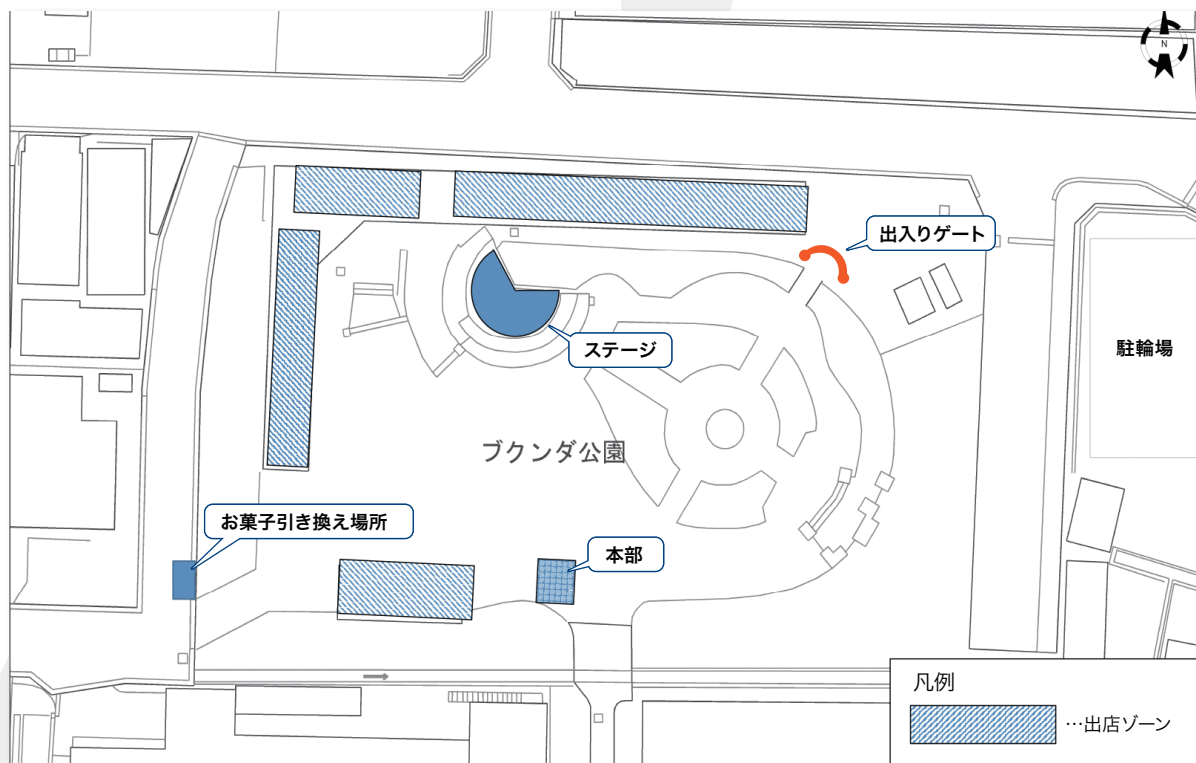 N
出入りゲート
ステージ
駐輪場
ブクンダ公園
お菓子引き換え場所
本部
凡例
…出店ゾーン